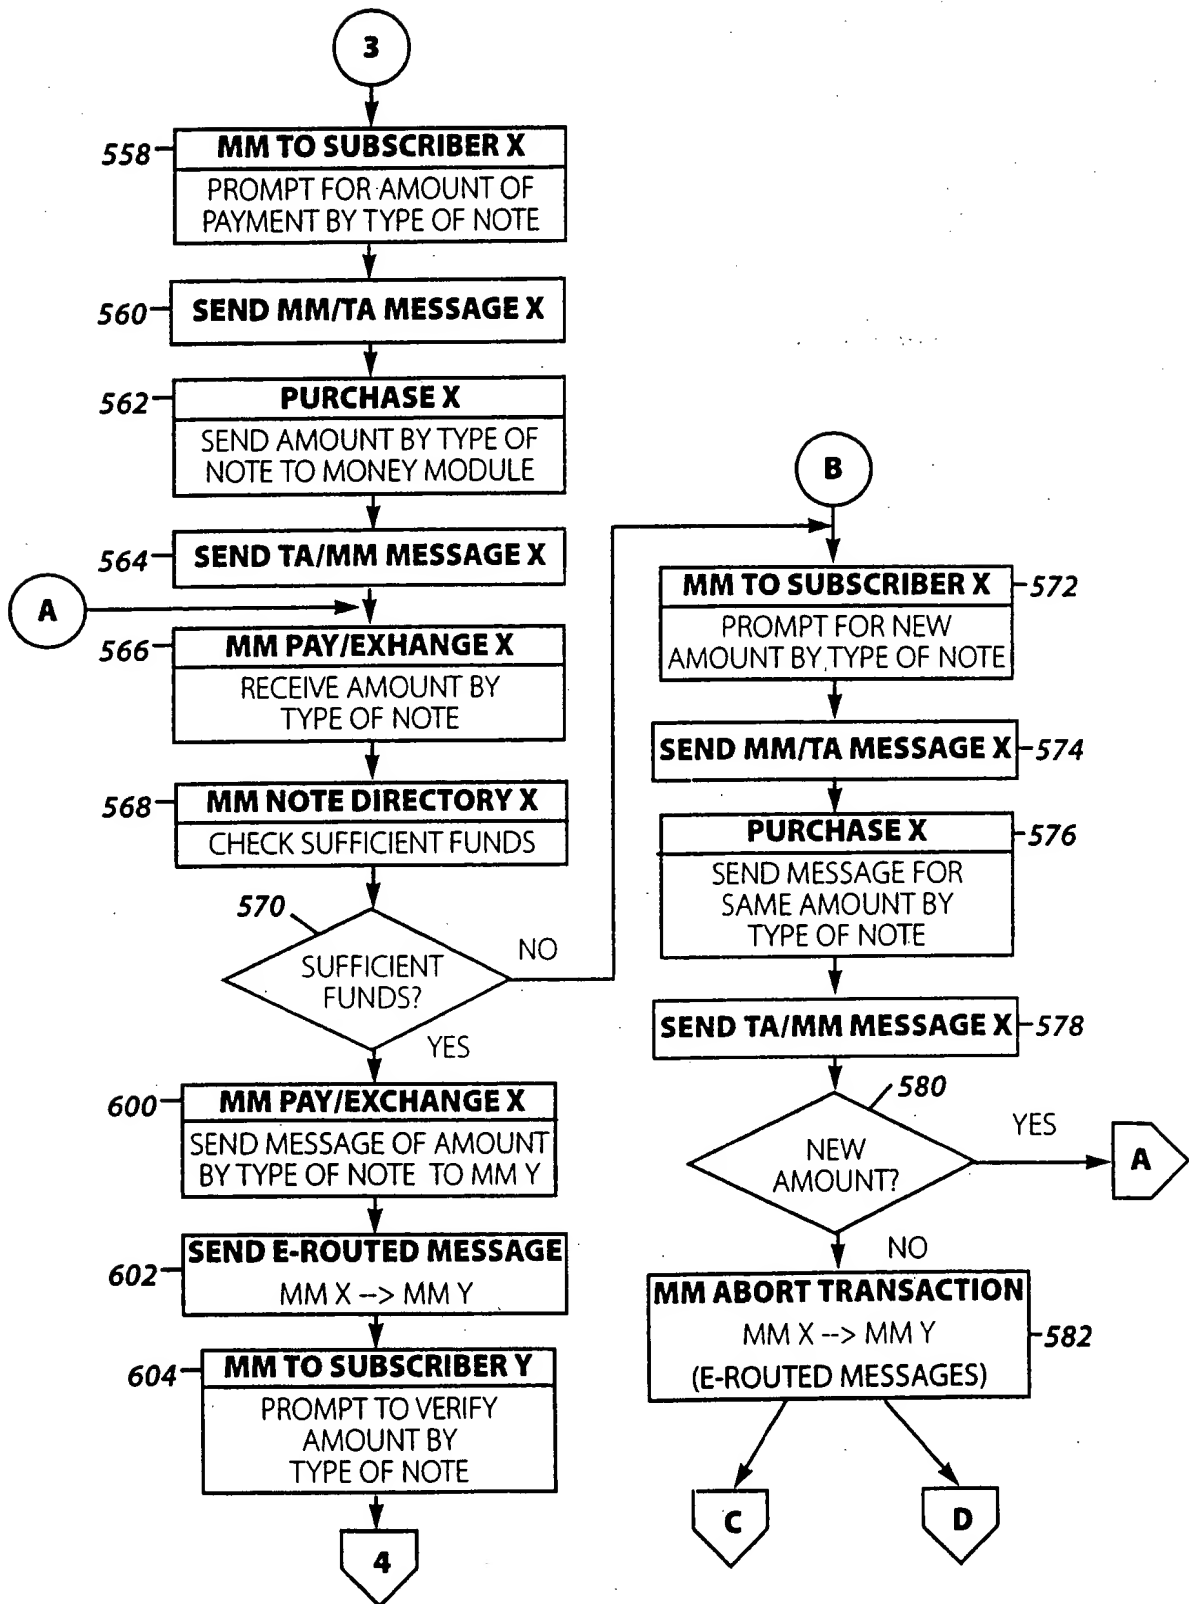 3
558
MM TO SUBSCRIBER X
PROMPT FOR AMOUNT OF
PAYMENT BY TYPE OF NOTE
560
SEND MM/TA MESSAGE X
562
PURCHASE X
SEND AMOUNT BY TYPE OF
NOTE TO MONEY MODULE
564
SEND TA/MM MESSAGE X
A
566
MM PAY/EXHANGE X
RECEIVE AMOUNT BY
TYPE OF NOTE
568
MM NOTE DIRECTORY X
CHECK SUFFICIENT FUNDS
570
SUFFICIENT
FUNDS?
NO
YES
600
MM PAY/EXCHANGE X
SEND MESSAGE OF AMOUNT
BY TYPE OF NOTE TO MM Y
602
SEND E-ROUTED MESSAGE
MM X --> MM Y
604
MM TO SUBSCRIBER Y
PROMPT TO VERIFY
AMOUNT BY
TYPE OF NOTE
4
B
MM TO SUBSCRIBER X
572
PROMPT FOR NEW
AMOUNT BY TYPE OF NOTE
SEND MM/TA MESSAGE X
574
PURCHASE X
576
SEND MESSAGE FOR
SAME AMOUNT BY
TYPE OF NOTE
SEND TA/MM MESSAGE X
578
580
NEW
AMOUNT?
YES
A
NO
MM ABORT TRANSACTION
MM X --> MM Y
582
(E-ROUTED MESSAGES)
C
D